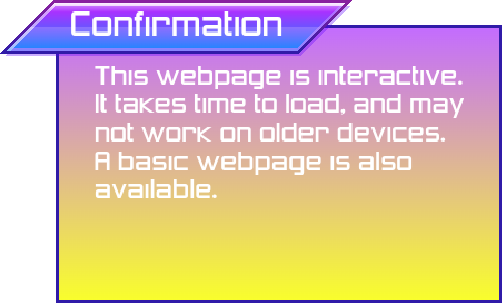 Confirmation
This webpage is interactive.
It takes time to load, and may
not work on older devices.
A basic webpage is also
available.